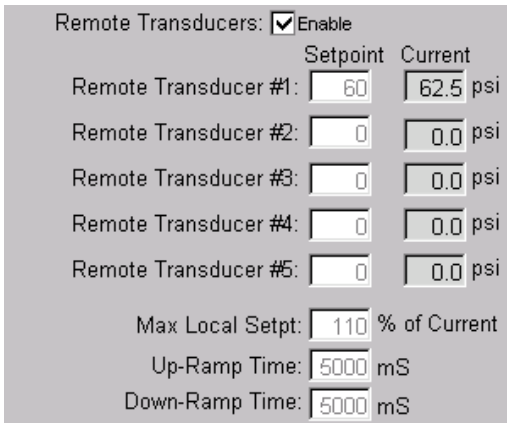 Remote Transducers: Enable
Setpoint Current
Remote Transducer #1: 60 62.5 psi
Remote Transducer #2: 0 0.0 psi
Remote Transducer #3: 0 0.0 psi
Remote Transducer #4: 0 0.0 psi
Remote Transducer #5: 0 0.0 psi
Max Local Setpt: 110 % of Current
Up-Ramp Time: 5000 mS
Down-Ramp Time: 5000 mS